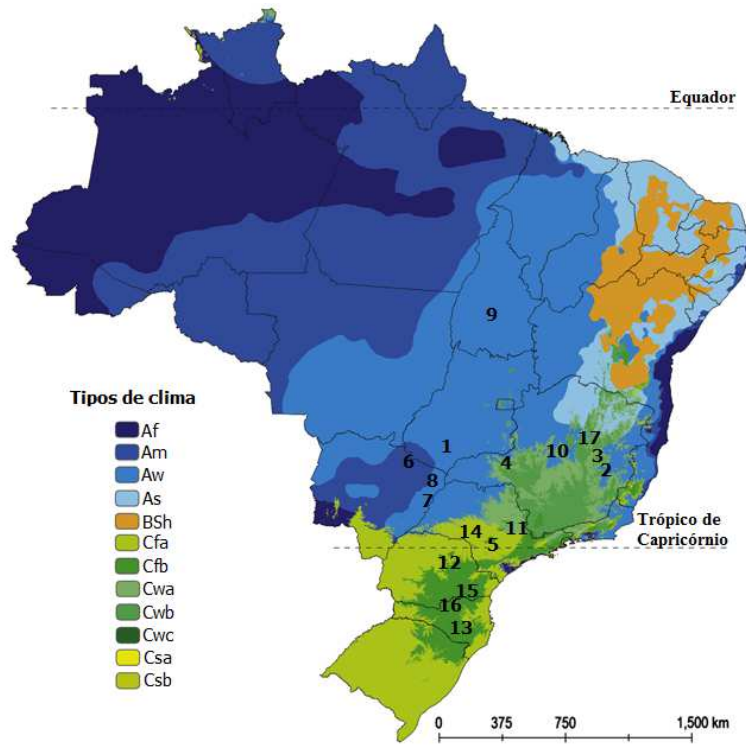 Equador
9
Tipos de clima
Af
Am
Aw
As
BSh
Cfa
Cfb
Cwa
Cwb
Cwc
Csa
Csb
1
6
8
7
4
10
17
3
2
14
11
5
Trópico de
Capricórnio
12
15
16
13
0 375 750 1,500 km